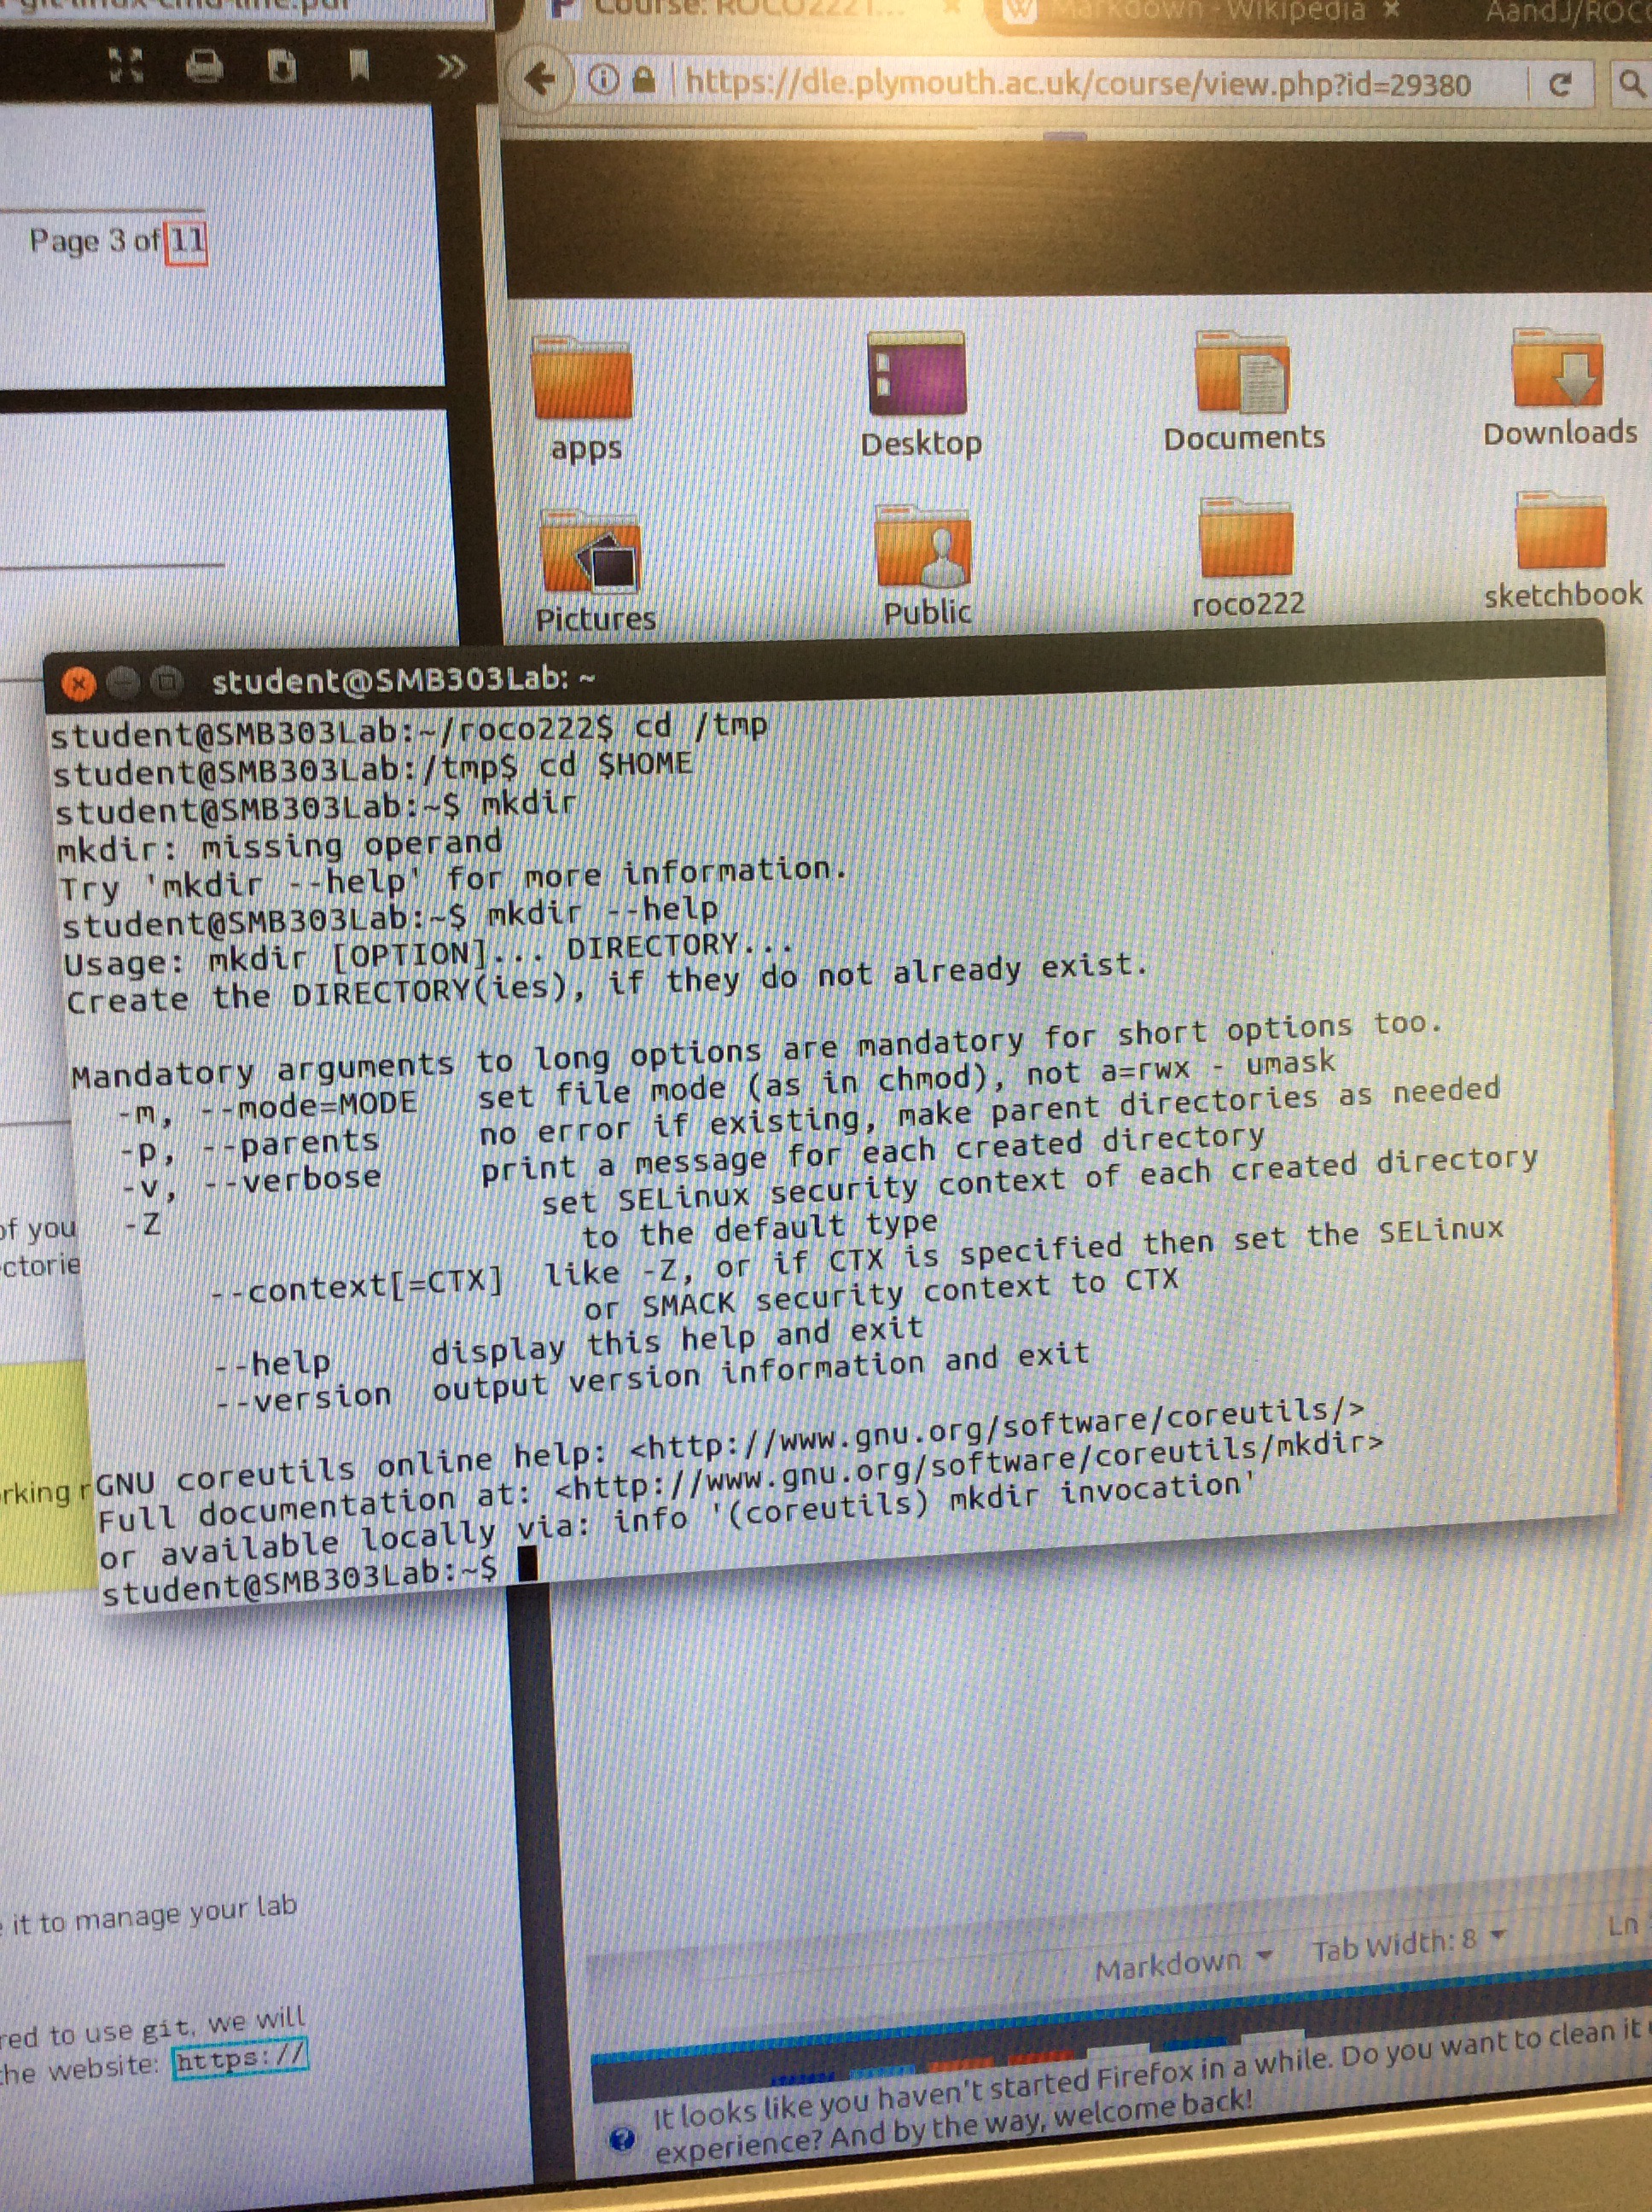 git-linux-cmd-line.pdf
Course: ROCO2221...
Markdown - Wikipedia
AandJ/ROCO
https://dle.plymouth.ac.uk/course/view.php?id=29380
Page 3 of 11
apps
Desktop
Documents
Downloads
Pictures
Public
roco222
sketchbook
student@SMB303Lab: ~
student@SMB303Lab:~/roco222$ cd /tmp
student@SMB303Lab:/tmp$ cd $HOME
student@SMB303Lab:~$ mkdir
mkdir: missing operand
Try 'mkdir --help' for more information.
student@SMB303Lab:~$ mkdir --help
Usage: mkdir [OPTION]... DIRECTORY...
Create the DIRECTORY(ies), if they do not already exist.
Mandatory arguments to long options are mandatory for short options too.
-m, --mode=MODE   set file mode (as in chmod), not a=rwx - umask
-p, --parents     no error if existing, make parent directories as needed
-v, --verbose     print a message for each created directory
-Z                   set SELinux security context of each created directory
to the default type
--context[=CTX]  like -Z, or if CTX is specified then set the SELinux
or SMACK security context to CTX
--help     display this help and exit
--version  output version information and exit
GNU coreutils online help: <http://www.gnu.org/software/coreutils/>
Full documentation at: <http://www.gnu.org/software/coreutils/mkdir>
or available locally via: info '(coreutils) mkdir invocation'
student@SMB303Lab:~$
of you
ctorie
rking r
it to manage your lab
red to use git, we will
the website: https://
Markdown
Tab Width: 8
Ln
It looks like you haven't started Firefox in a while. Do you want to clean it
experience? And by the way, welcome back!